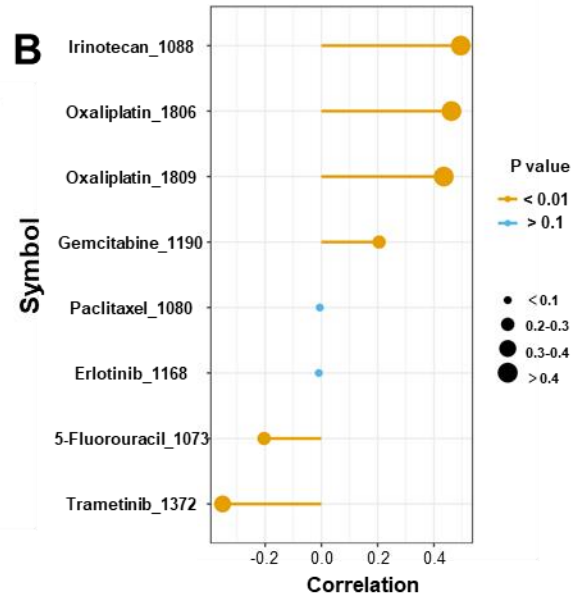 B
Symbol
Irinotecan_1088
Oxaliplatin_1806
Oxaliplatin_1809
Gemcitabine_1190
Paclitaxel_1080
Erlotinib_1168
5-Fluorouracil_1073
Trametinib_1372
-0.2 0.0 0.2 0.4
Correlation
P value
< 0.01
> 0.1
<0.1
0.2-0.3
0.3-0.4
>0.4